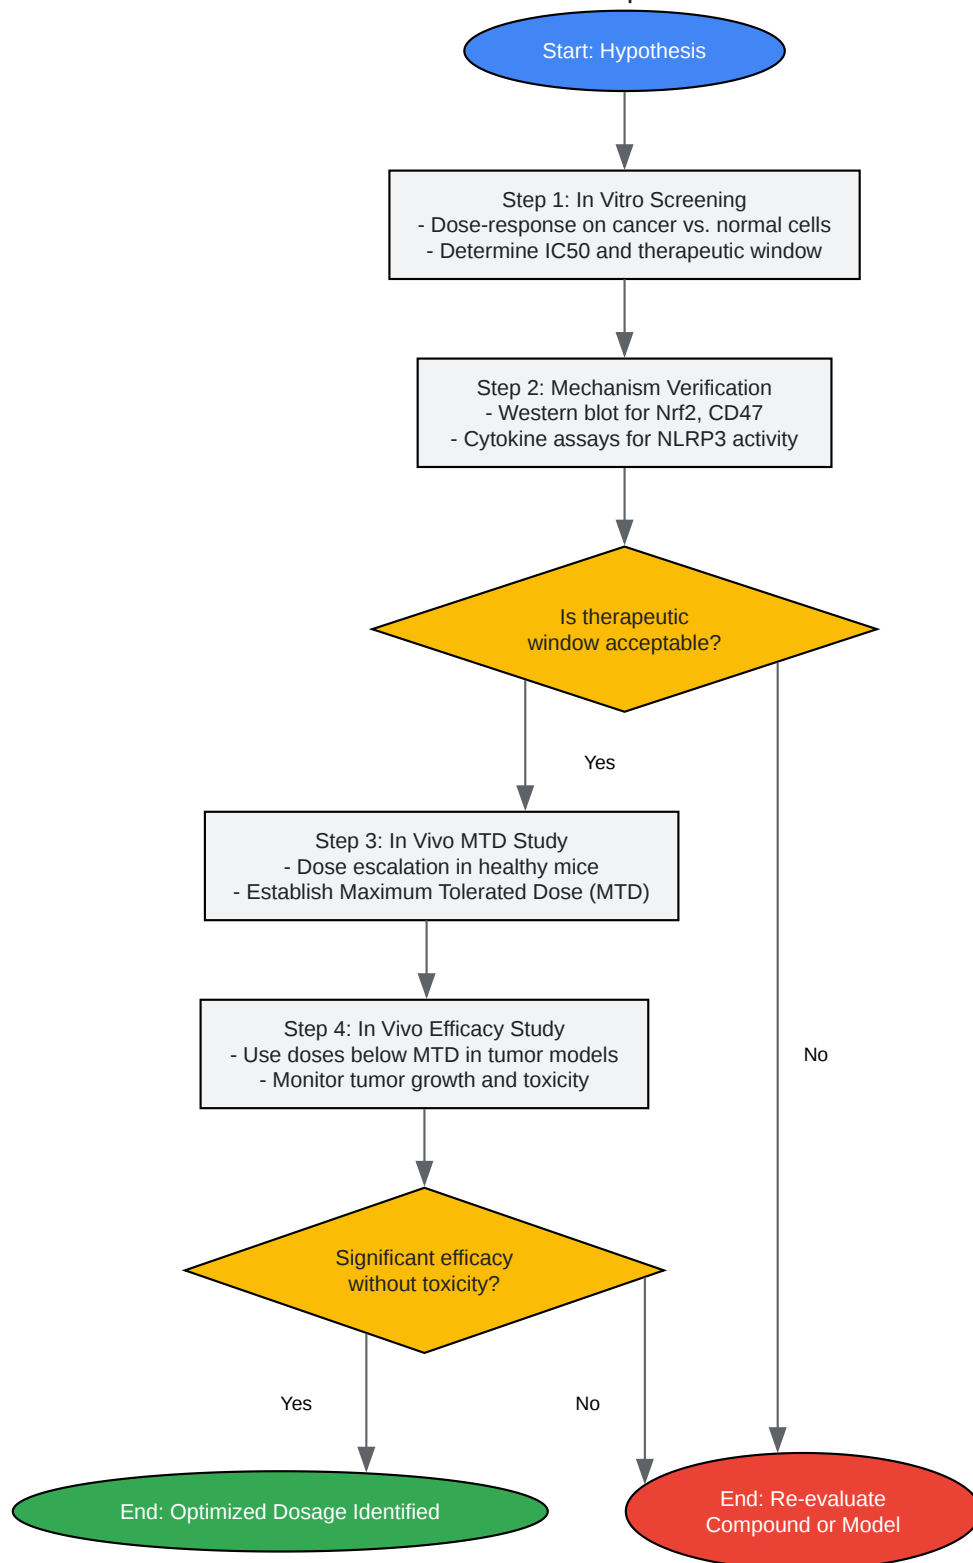 Start: Hypothesis
Step 1: In Vitro Screening
- Dose-response on cancer vs. normal cells
- Determine IC50 and therapeutic window
Step 2: Mechanism Verification
- Western blot for Nrf2, CD47
- Cytokine assays for NLRP3 activity
Is therapeutic
window acceptable?
Yes
Step 3: In Vivo MTD Study
- Dose escalation in healthy mice
- Establish Maximum Tolerated Dose (MTD)
Step 4: In Vivo Efficacy Study
- Use doses below MTD in tumor models
- Monitor tumor growth and toxicity
No
Significant efficacy
without toxicity?
Yes
No
End: Optimized Dosage Identified
End: Re-evaluate
Compound or Model